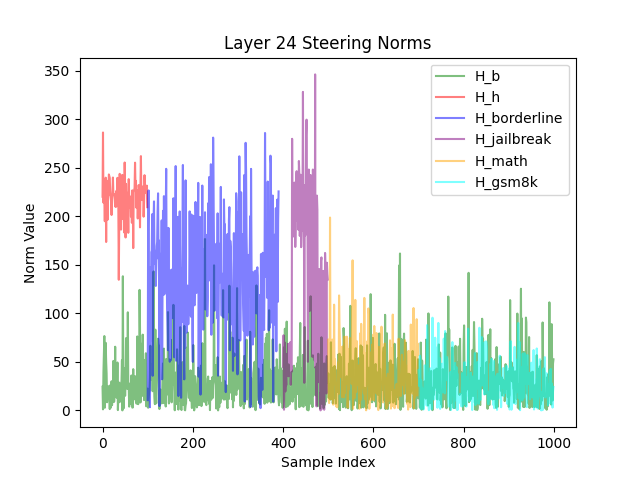 Layer 24 Steering Norms
350
300
250
200
150
100
50
0
Norm Value
0
200
400
600
800
1000
Sample Index
H_b
H_h
H_borderline
H_jailbreak
H_math
H_gsm8k